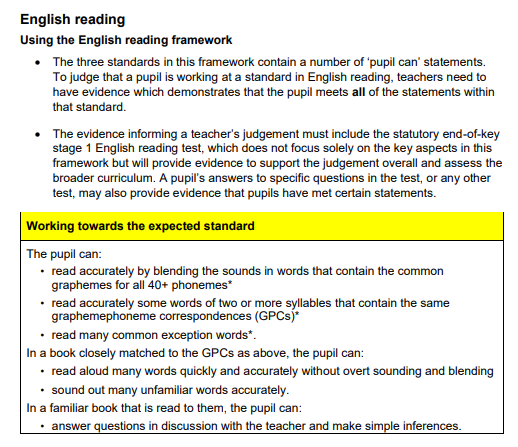 English reading
Using the English reading framework
• The three standards in this framework contain a number of ‘pupil can’ statements.
To judge that a pupil is working at a standard in English reading, teachers need to
have evidence which demonstrates that the pupil meets all of the statements within
that standard.
• The evidence informing a teacher’s judgement must include the statutory end-of-key
stage 1 English reading test, which does not focus solely on the key aspects in this
framework but will provide evidence to support the judgement overall and assess the
broader curriculum. A pupil’s answers to specific questions in the test, or any other
test, may also provide evidence that pupils have met certain statements.
Working towards the expected standard
The pupil can:
• read accurately by blending the sounds in words that contain the common
graphemes for all 40+ phonemes*
• read accurately some words of two or more syllables that contain the same
graphemephoneme correspondences (GPCs)*
• read many common exception words*.
In a book closely matched to the GPCs as above, the pupil can:
• read aloud many words quickly and accurately without overt sounding and blending
• sound out many unfamiliar words accurately.
In a familiar book that is read to them, the pupil can:
• answer questions in discussion with the teacher and make simple inferences.